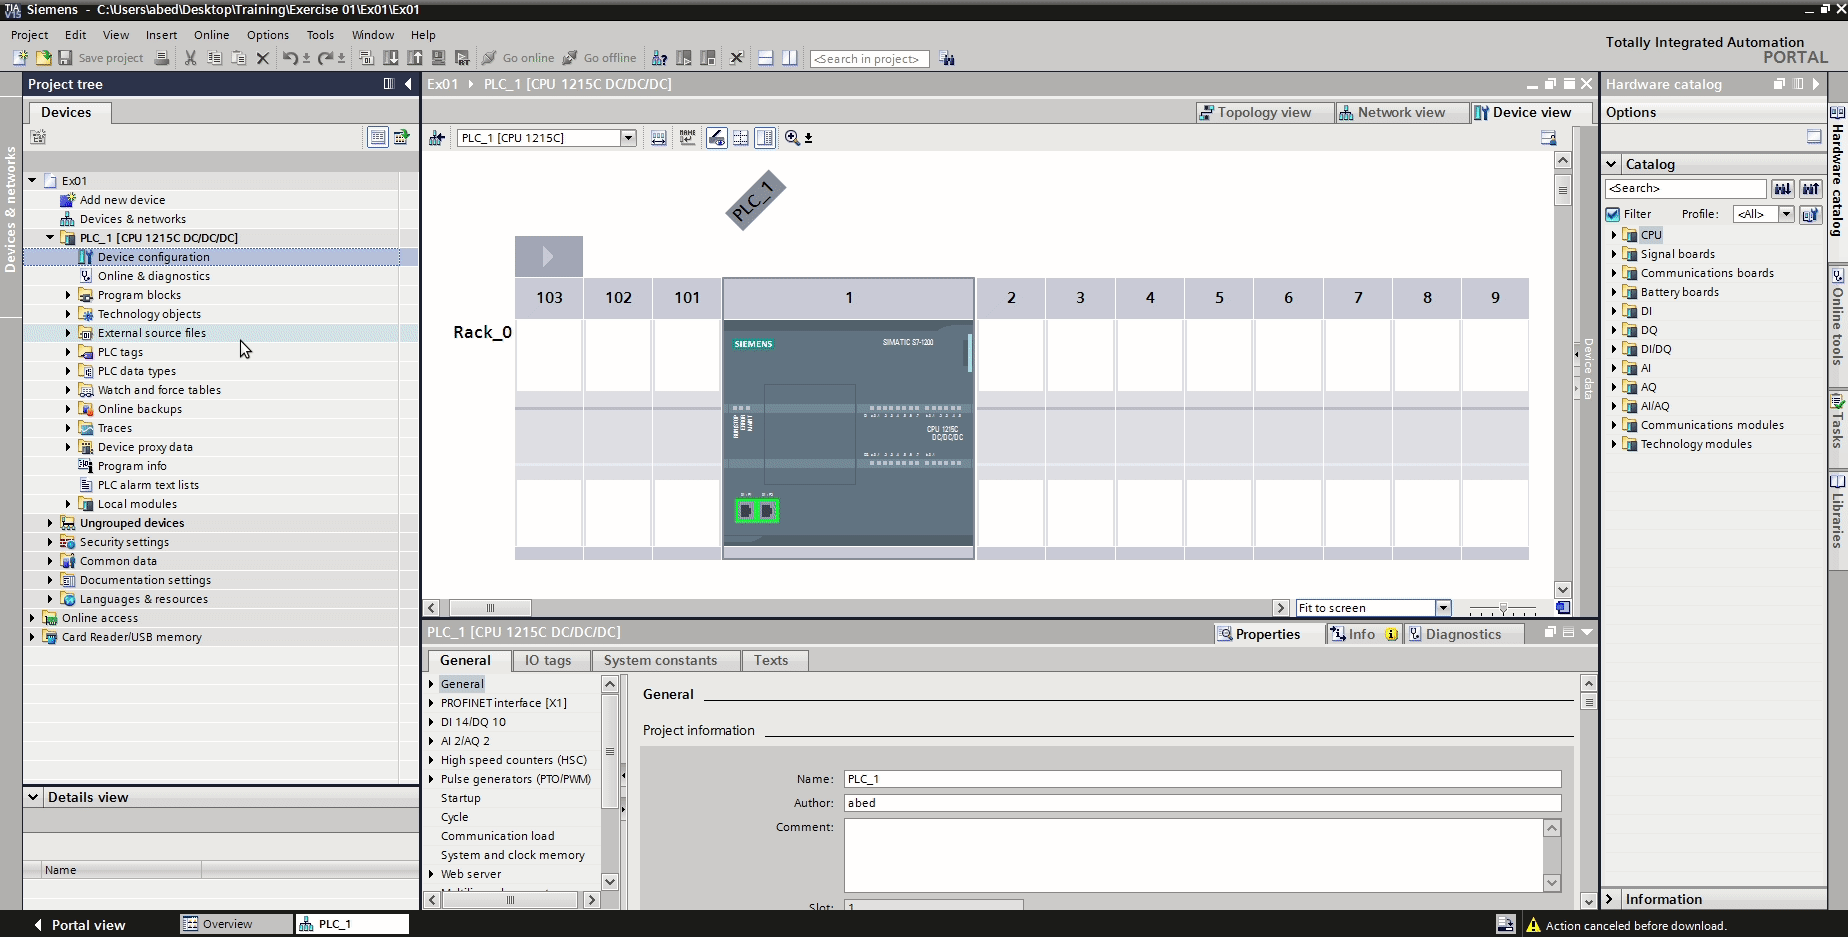 Siemens - C:\Users\abed\Desktop\Training\Exercise 01\Ex01\Ex01
Project Edit View Insert Online Options Tools Window Help
Totally Integrated Automation
PORTAL
Save project
Go online
Go offline
<Search in project>
Project tree
Devices
Devices & networks
Ex01
Add new device
Devices & networks
PLC_1 [CPU 1215C DC/DC/DC]
Device configuration
Online & diagnostics
Program blocks
Technology objects
External source files
PLC tags
PLC data types
Watch and force tables
Online backups
Traces
Device proxy data
Program info
PLC alarm text lists
Local modules
Ungrouped devices
Security settings
Common data
Documentation settings
Languages & resources
Online access
Card Reader/USB memory
Details view
Name
Ex01 PLC_1 [CPU 1215C DC/DC/DC]
Topology view
Network view
Device view
PLC_1 [CPU 1215C]
PLC_1
103 102 101 1 2 3 4 5 6 7 8 9
Rack_0
SIEMENS
SIMATIC S7-1200
CPU 1215C
DC/DC/DC
Device data
Fit to screen
PLC_1 [CPU 1215C DC/DC/DC]
Properties
Info
Diagnostics
General
IO tags
System constants
Texts
General
PROFINET interface [X1]
DI 14/DQ 10
AI 2/AQ 2
High speed counters (HSC)
Pulse generators (PTO/PWM)
Startup
Cycle
Communication load
System and clock memory
Web server
General
Project information
Name: PLC_1
Author: abed
Comment:
Slot: 1
Hardware catalog
Options
Catalog
<Search>
Filter
Profile: <All>
CPU
Signal boards
Communications boards
Battery boards
DI
DQ
DI/DQ
AI
AQ
AI/AQ
Communications modules
Technology modules
Information
Hardware catalog
Online tools
Tasks
Libraries
Portal view
Overview
PLC_1
Action canceled before download.